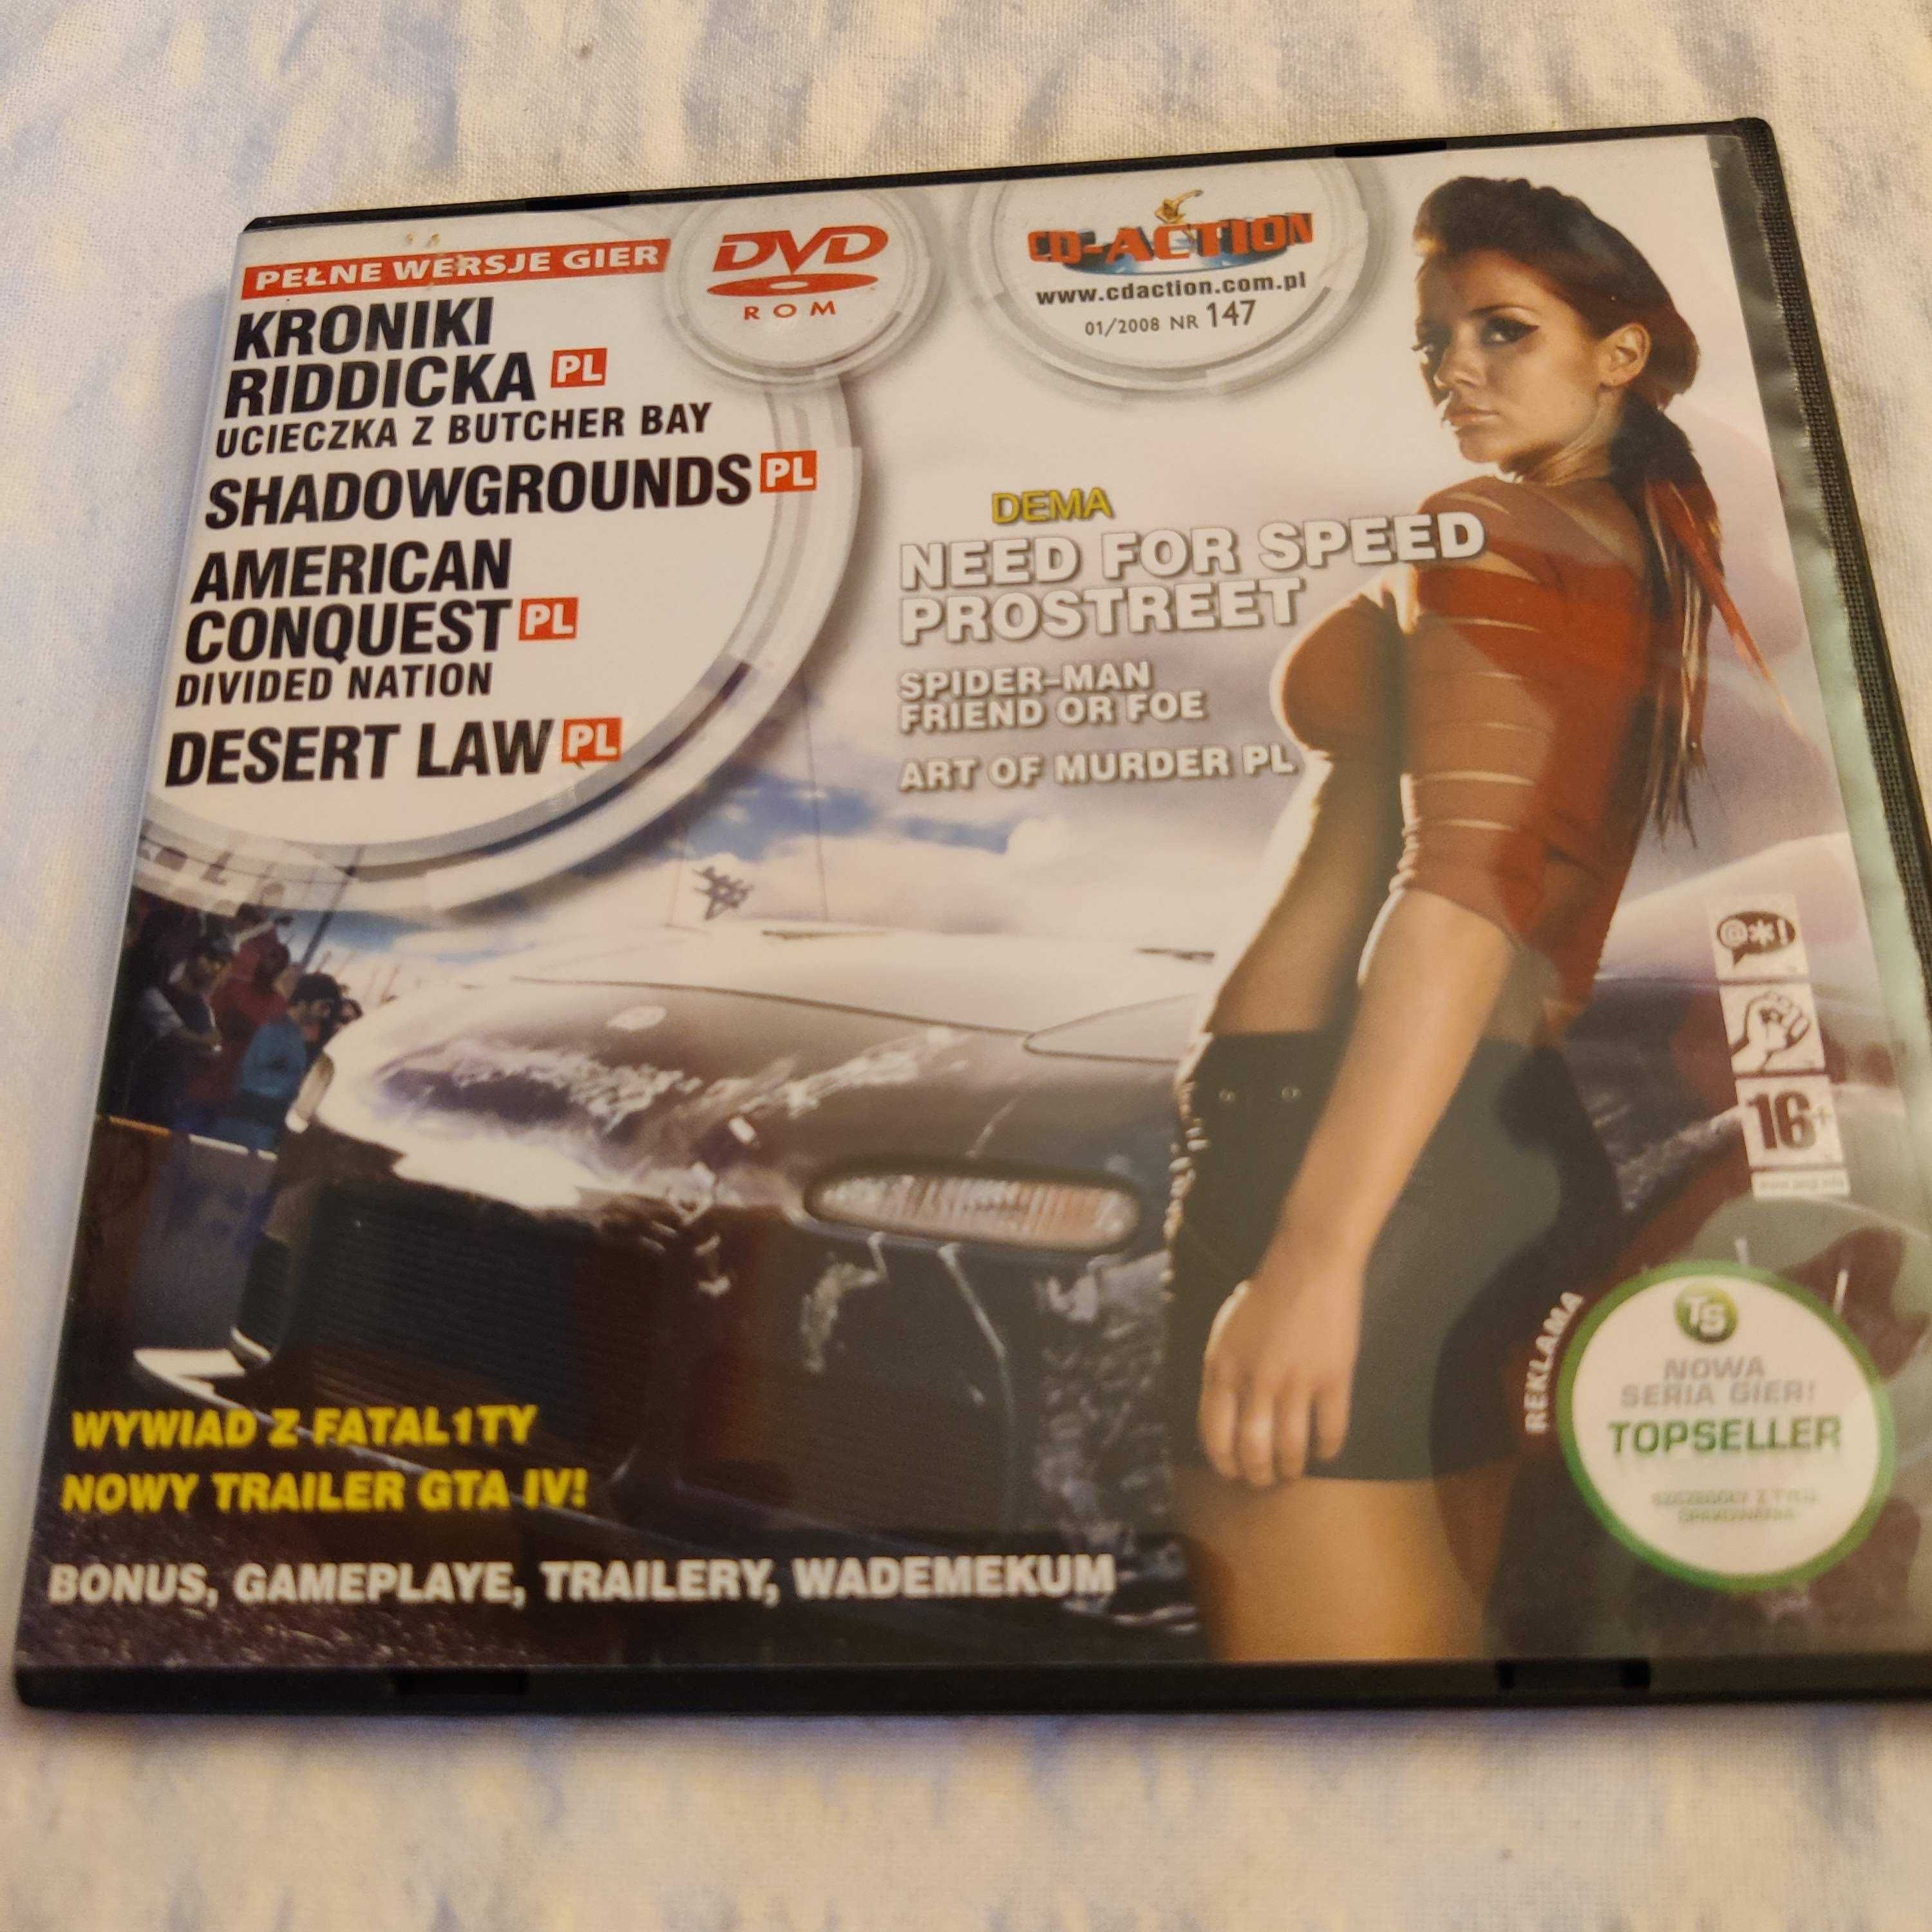 PEŁNE WERSJE GIER
KRONIKI
RIDDICKA PL
UCIECZKA Z BUTCHER BAY
SHADOWGROUNDS PL
AMERICAN
CONQUEST PL
DIVIDED NATION
DESERT LAW PL
DVD
ROM
CD-ACTION
www.cdaction.com.pl
01/2008 NR 147
DEMA
NEED FOR SPEED
PROSTREET
SPIDER-MAN
FRIEND OR FOE
ART OF MURDER PL
@*!
16+
WYWIAD Z FATAL1TY
NOWY TRAILER GTA IV!
BONUS, GAMEPLAYE, TRAILERY, WADEMEKUM
REKLAMA
TS
NOWA
SERIA GIER!
TOPSELLER